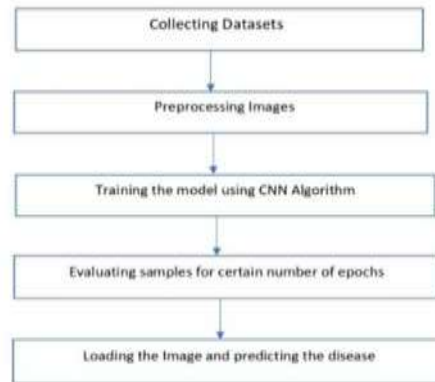 Collecting Datasets
Preprocessing Images
Training the model using CNN Algorithm
Evaluating samples for certain number of epochs
Loading the Image and predicting the disease